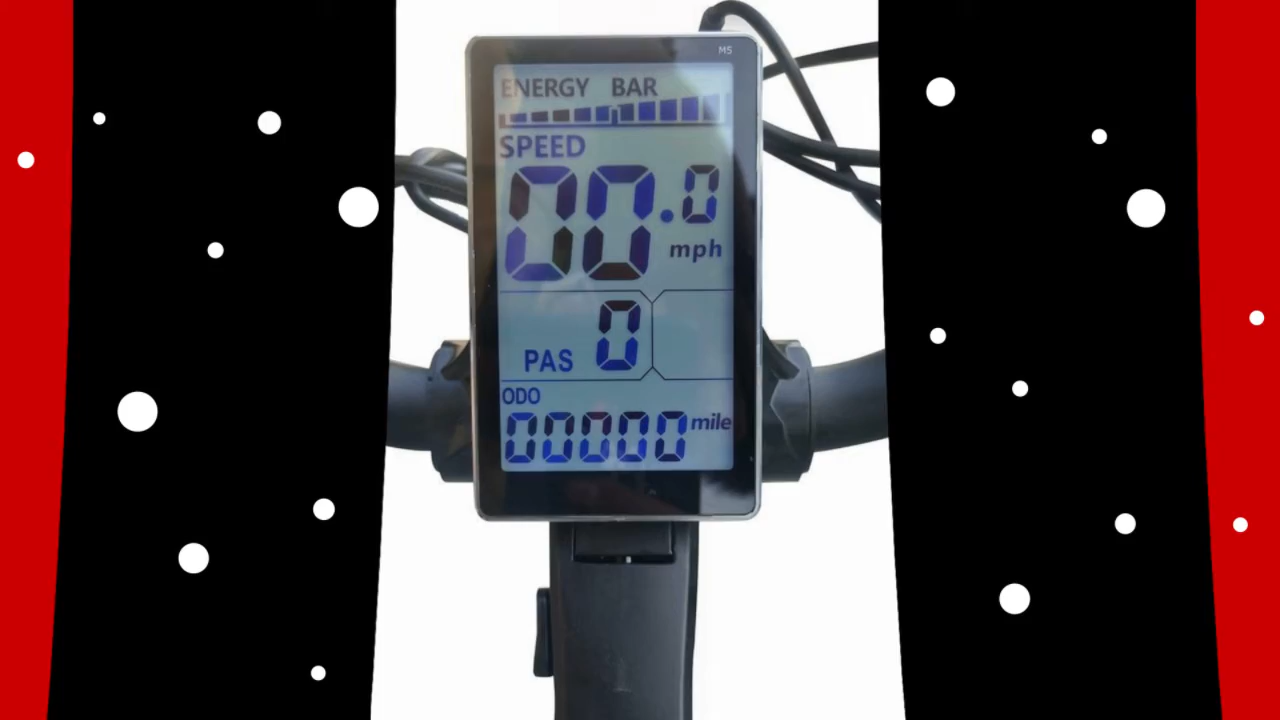 M5
ENERGY BAR
SPEED
00.0
mph
0
PAS
ODO
00000 mile